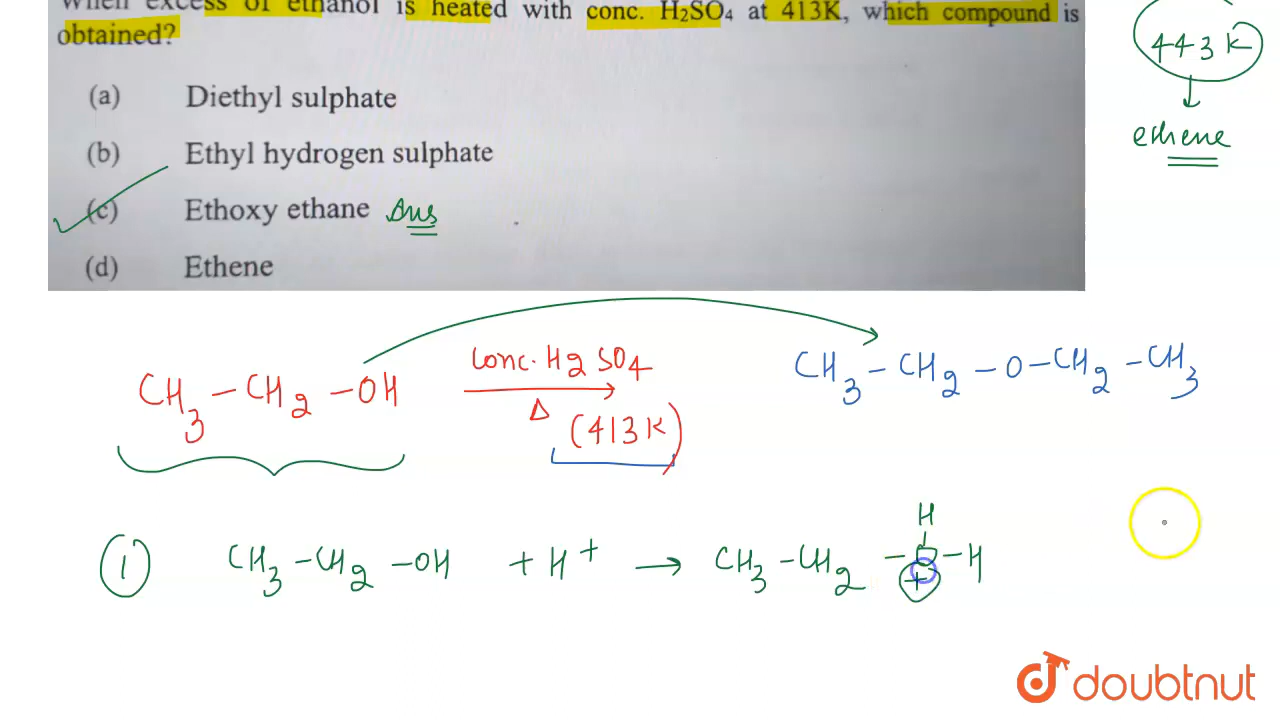 When excess of ethanol is heated with conc. H₂SO₄ at 413K, which compound is
obtained?
(a) Diethyl sulphate
(b) Ethyl hydrogen sulphate
(c) Ethoxy ethane Ans
(d) Ethene
443K
↓
ethene
CH₃-CH₂-OH Conc. H₂SO₄ → Δ (413K) CH₃-CH₂-O-CH₂-CH₃
① CH₃-CH₂-OH + H⁺ → CH₃-CH₂-O-H
H
+
doubtnut